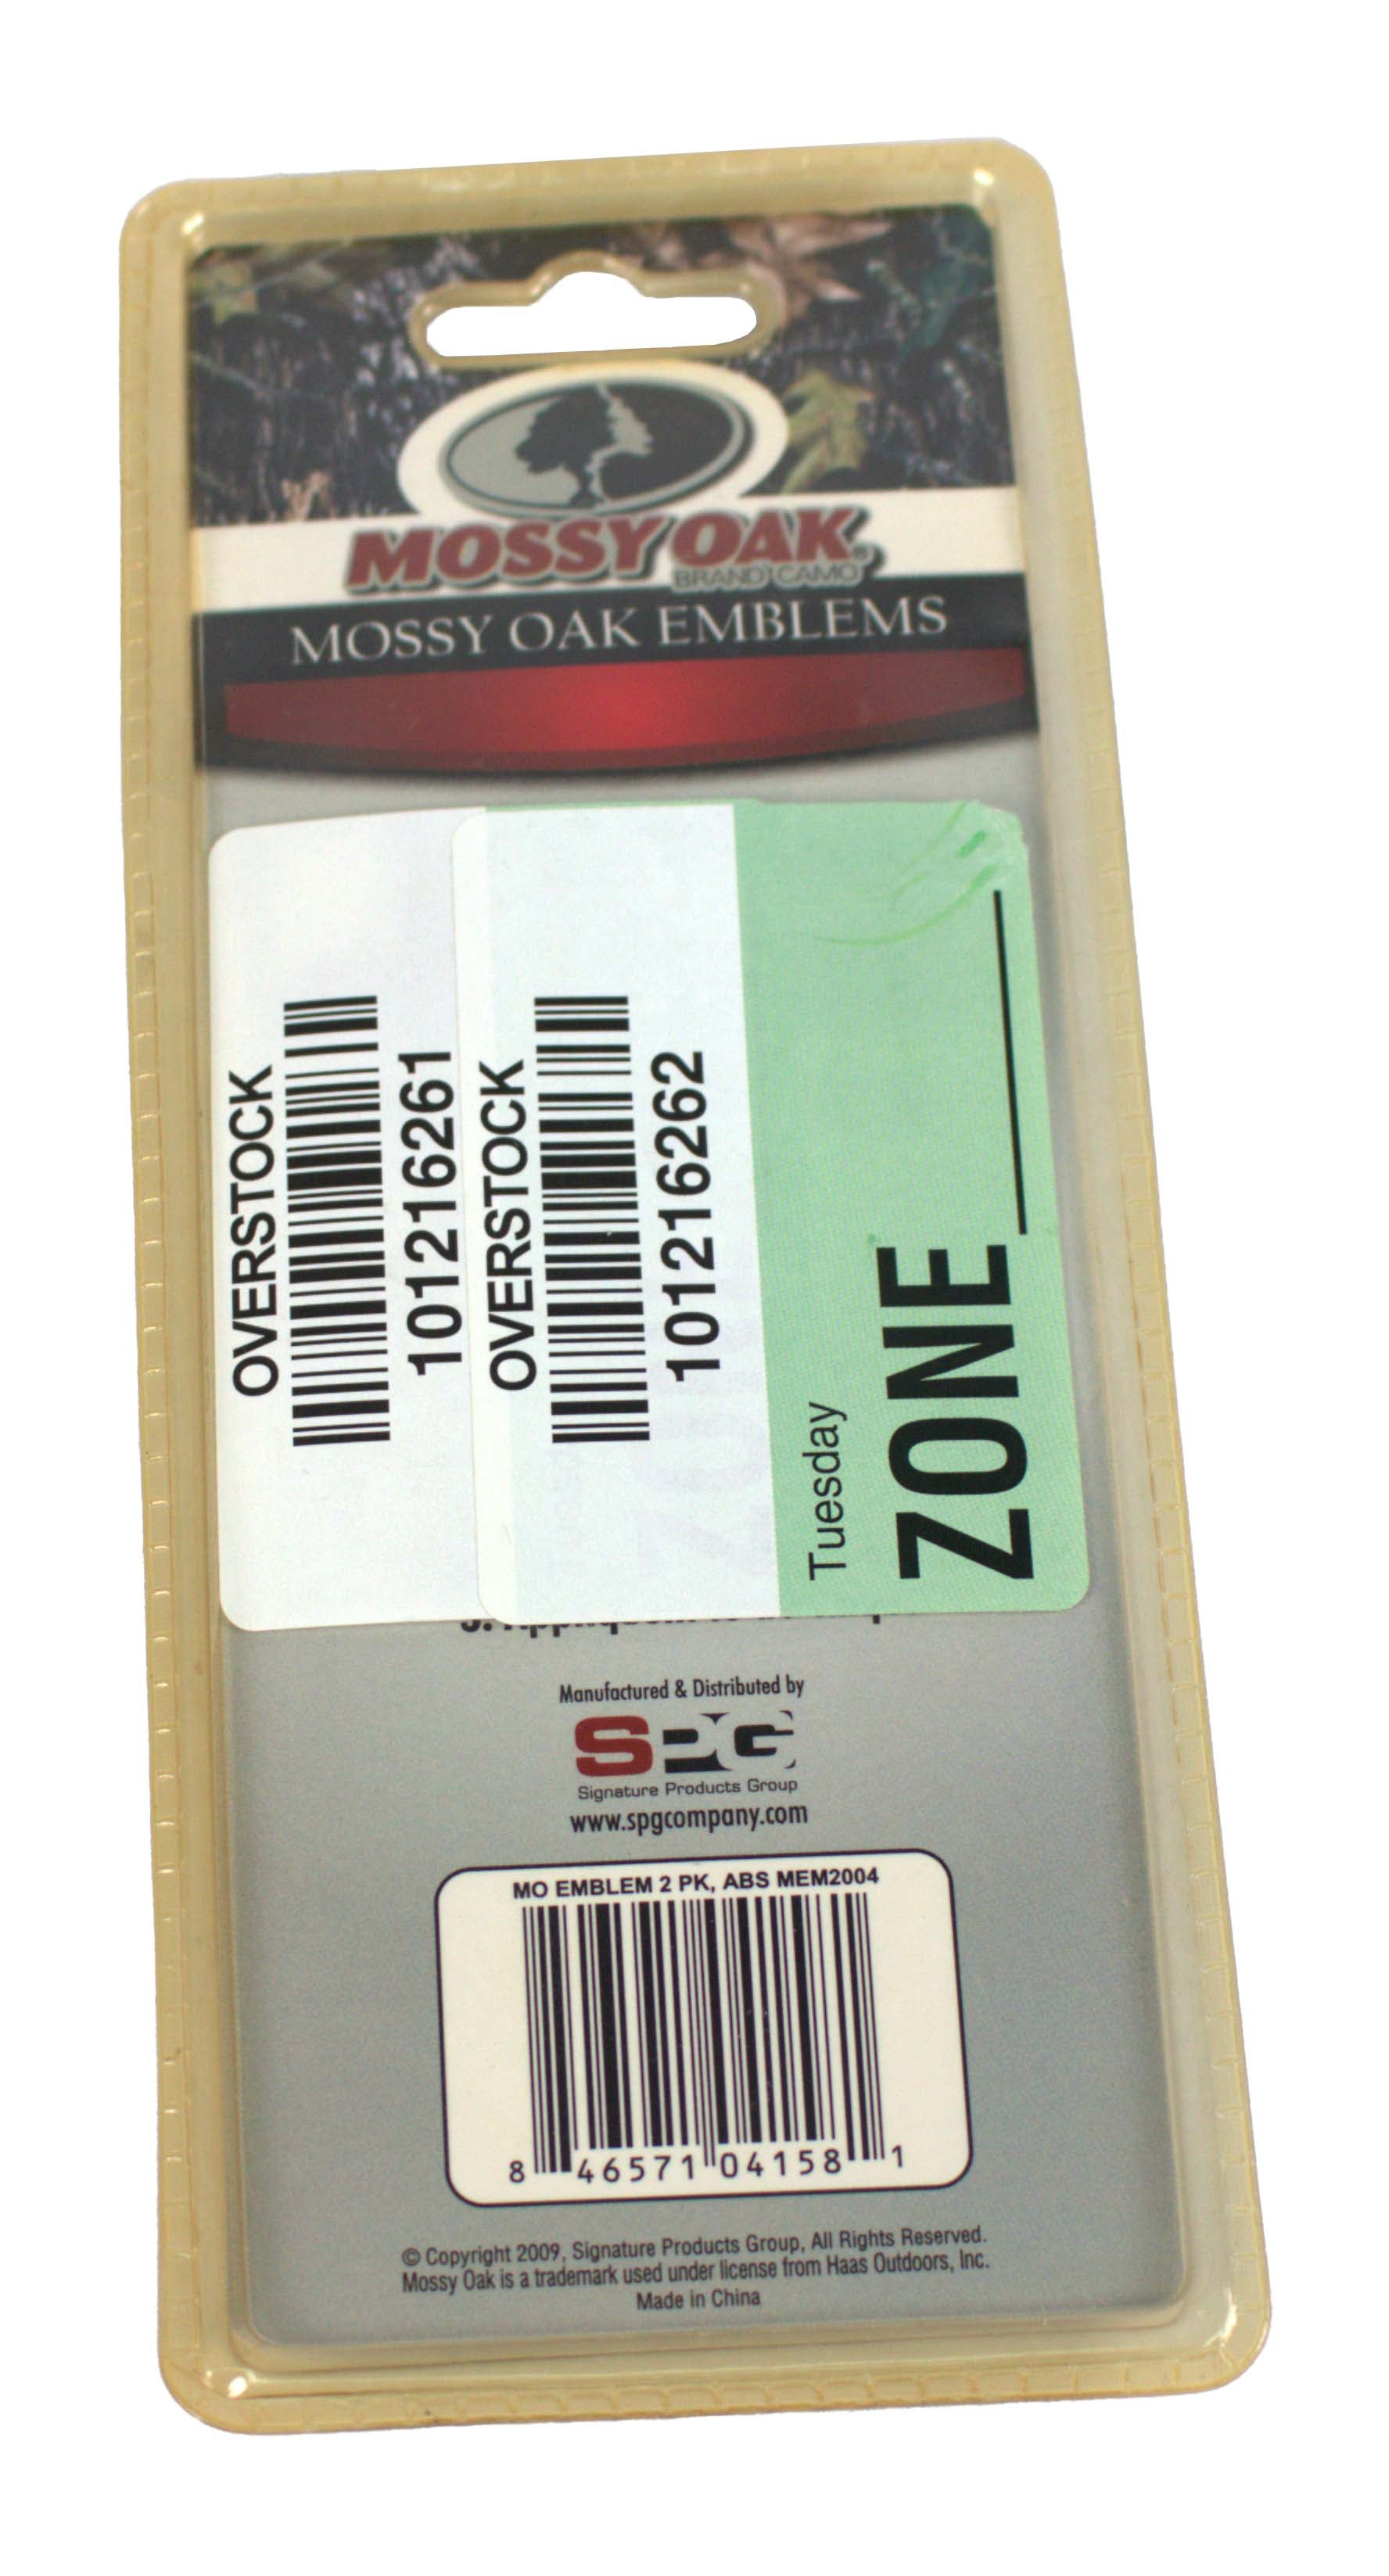 MOSSY OAK®
BRAND CAMO
MOSSY OAK EMBLEMS
OVERSTOCK
101216261
OVERSTOCK
101216262
Tuesday
ZONE
Manufactured & Distributed by
SPG
Signature Products Group
www.spgcompany.com
MO EMBLEM 2 PK, ABS MEM2004
8 46571 04158 1
© Copyright 2009, Signature Products Group, All Rights Reserved.
Mossy Oak is a trademark used under license from Haas Outdoors, Inc.
Made in China